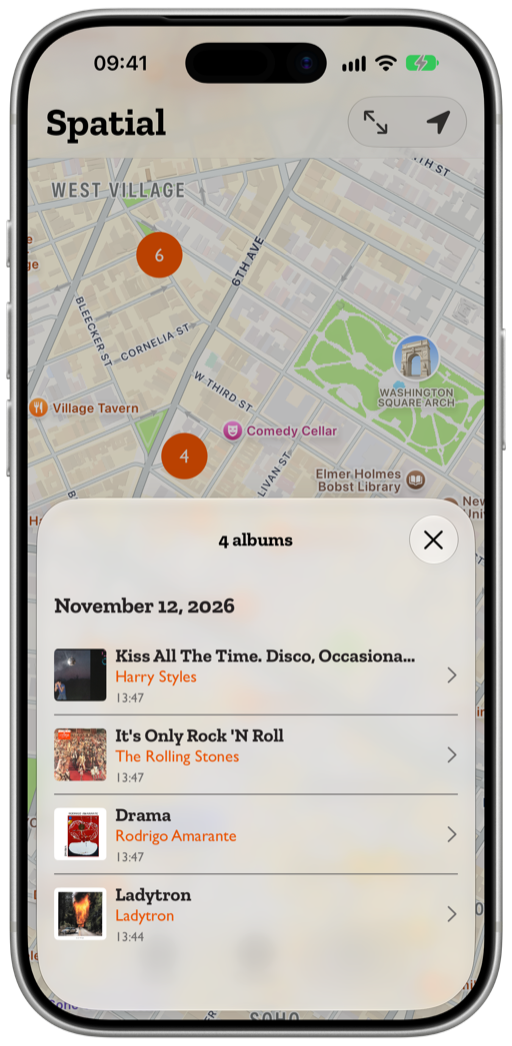 09:41
Spatial
WEST VILLAGE
6
6TH AVE
BLEECKER ST
CORNELIA ST
W THIRD ST
WASHINGTON
SQUARE ARCH
Village Tavern
Comedy Cellar
4
LIVAN ST
Elmer Holmes
Bobst Library
New
4 albums
November 12, 2026
Kiss All The Time. Disco, Occasiona...
Harry Styles
13:47
It's Only Rock 'N Roll
The Rolling Stones
13:47
Drama
Rodrigo Amarante
13:47
Ladytron
Ladytron
13:44
SOHO